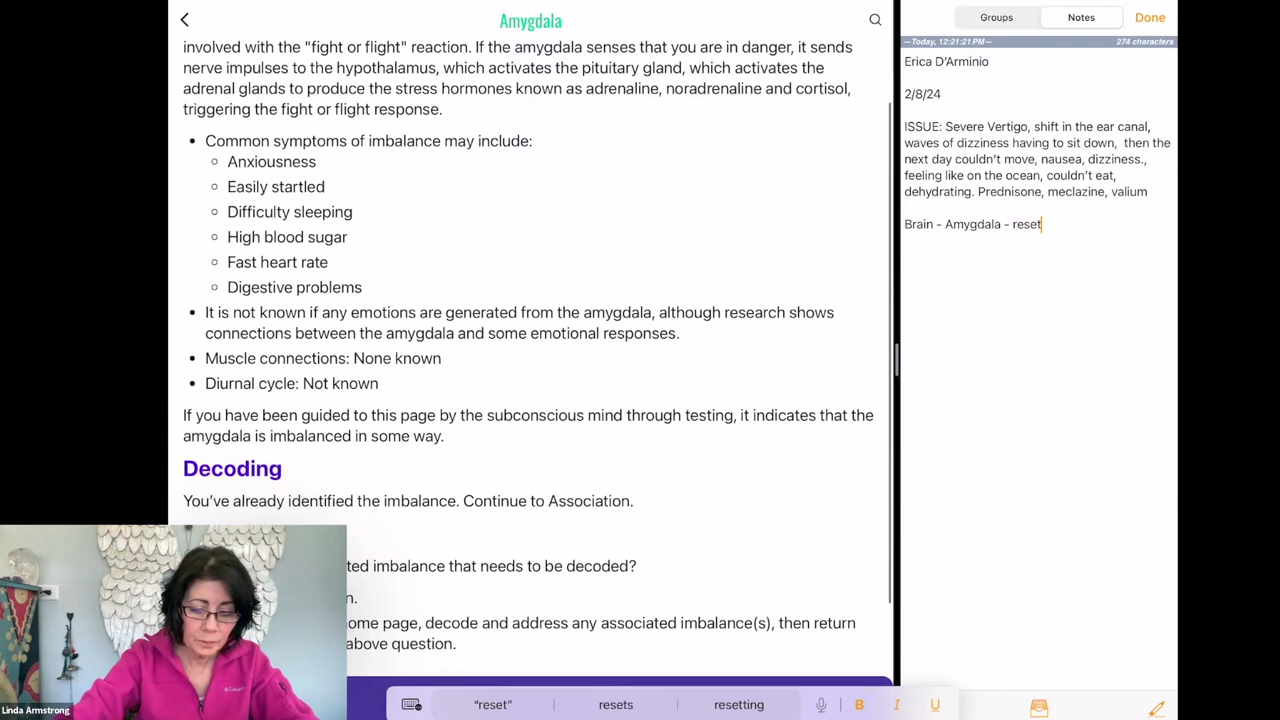 Amygdala
involved with the "fight or flight" reaction. If the amygdala senses that you are in danger, it sends
nerve impulses to the hypothalamus, which activates the pituitary gland, which activates the
adrenal glands to produce the stress hormones known as adrenaline, noradrenaline and cortisol,
triggering the fight or flight response.
Common symptoms of imbalance may include:
Anxiousness
Easily startled
Difficulty sleeping
High blood sugar
Fast heart rate
Digestive problems
It is not known if any emotions are generated from the amygdala, although research shows
connections between the amygdala and some emotional responses.
Muscle connections: None known
Diurnal cycle: Not known
If you have been guided to this page by the subconscious mind through testing, it indicates that the
amygdala is imbalanced in some way.
Decoding
You've already identified the imbalance. Continue to Association.
ted imbalance that needs to be decoded?
n.
ome page, decode and address any associated imbalance(s), then return
above question.
Groups
Notes
Done
—Today, 12:21:21 PM—
274 characters
Erica D'Arminio
2/8/24
ISSUE: Severe Vertigo, shift in the ear canal,
waves of dizziness having to sit down,  then the
next day couldn't move, nausea, dizziness.,
feeling like on the ocean, couldn't eat,
dehydrating. Prednisone, meclazine, valium
Brain - Amygdala - reset
"reset"
resets
resetting
B
I
U
Linda Armstrong